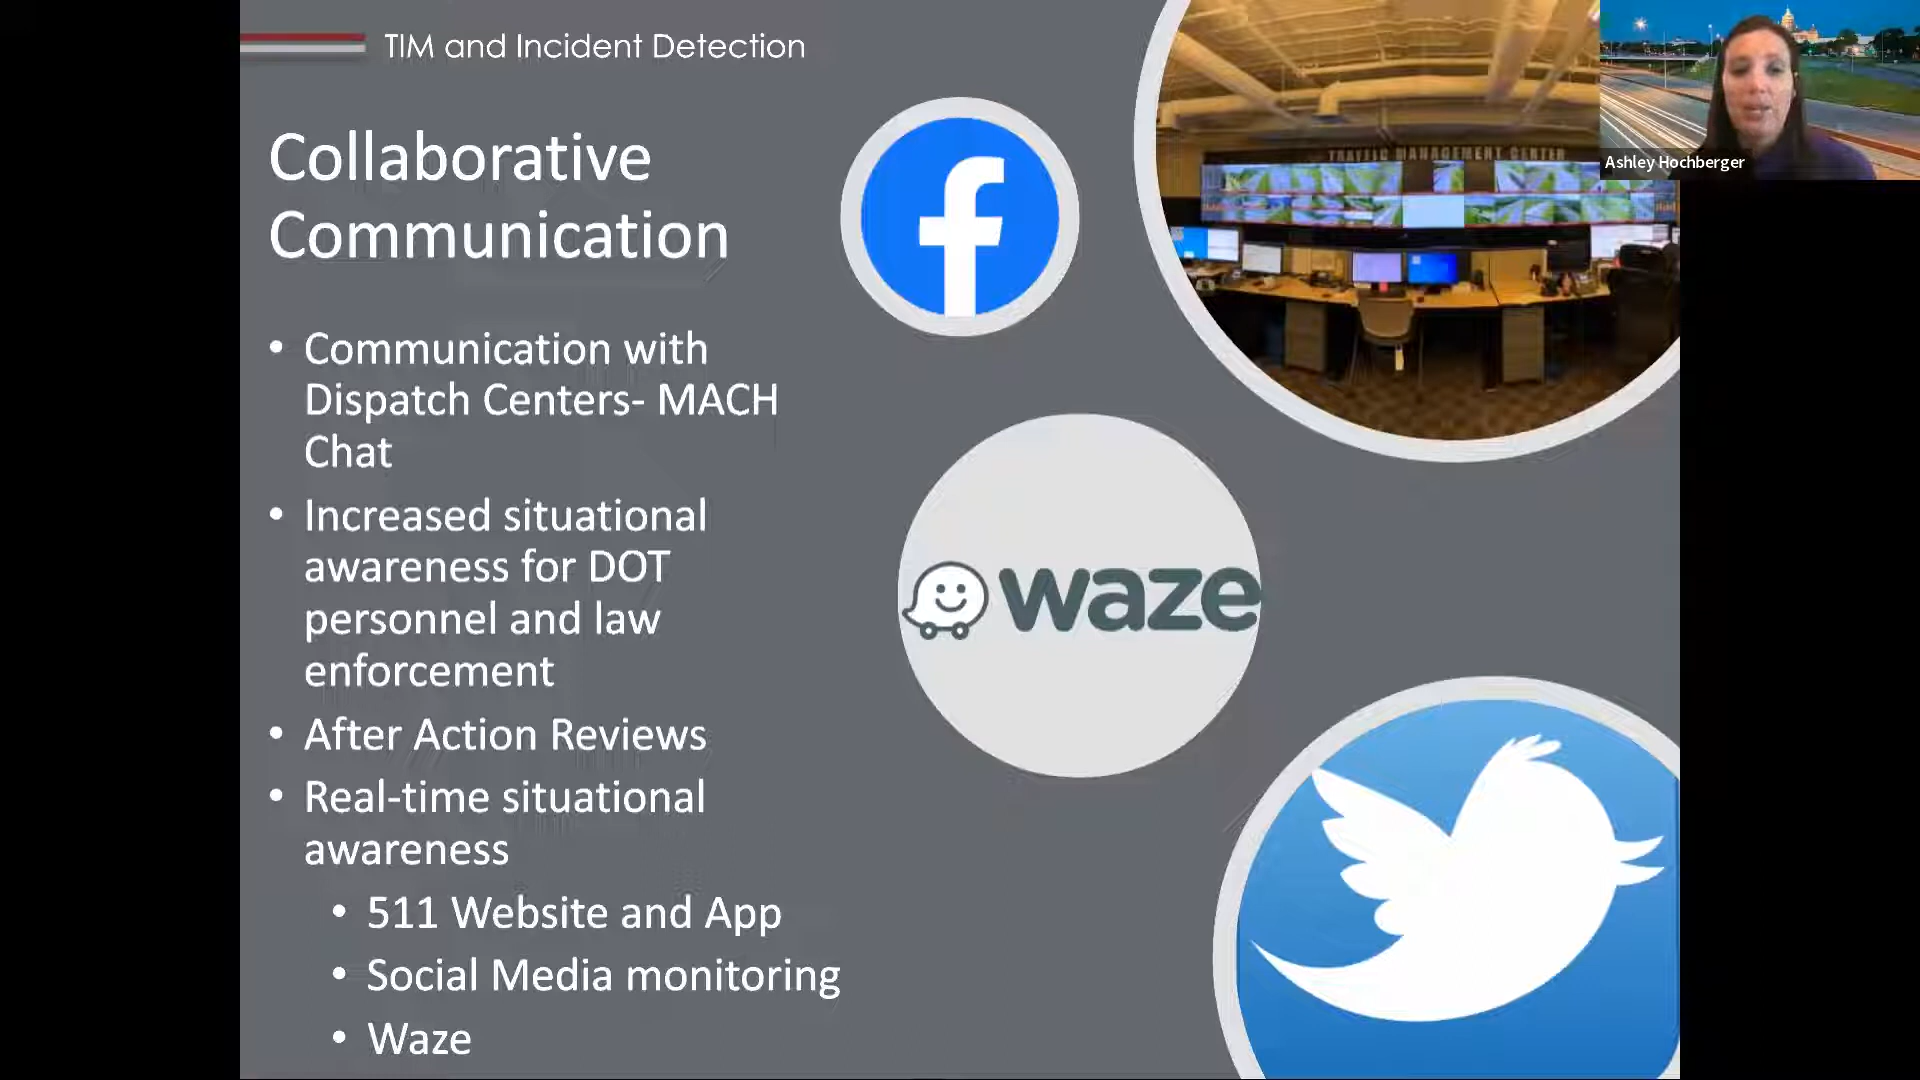 TIM and Incident Detection
Collaborative
Communication
• Communication with
Dispatch Centers- MACH
Chat
• Increased situational
awareness for DOT
personnel and law
enforcement
• After Action Reviews
• Real-time situational
awareness
• 511 Website and App
• Social Media monitoring
• Waze
f
TRAFFIC MANAGEMENT CENTER
waze
Ashley Hochberger